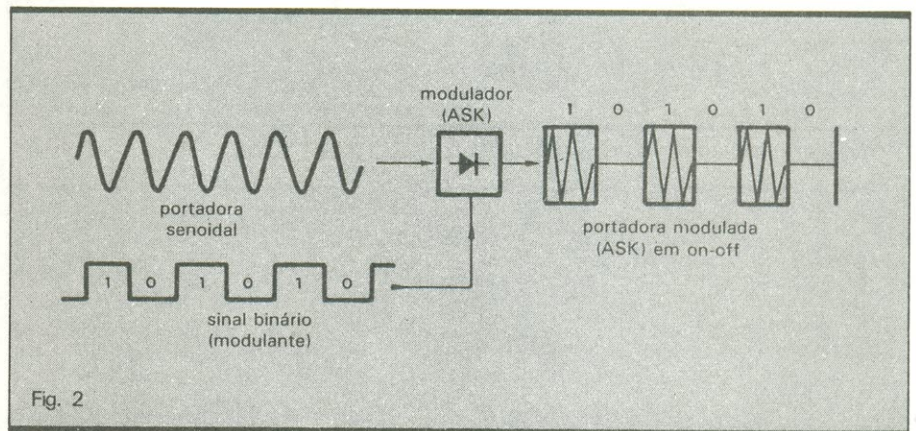 modulador
(ASK)
1 0 1 0 1 0
portadora
senoidal
portadora modulada
(ASK) em on-off
1 0 1 0 1 0
sinal binário
(modulante)
Fig. 2